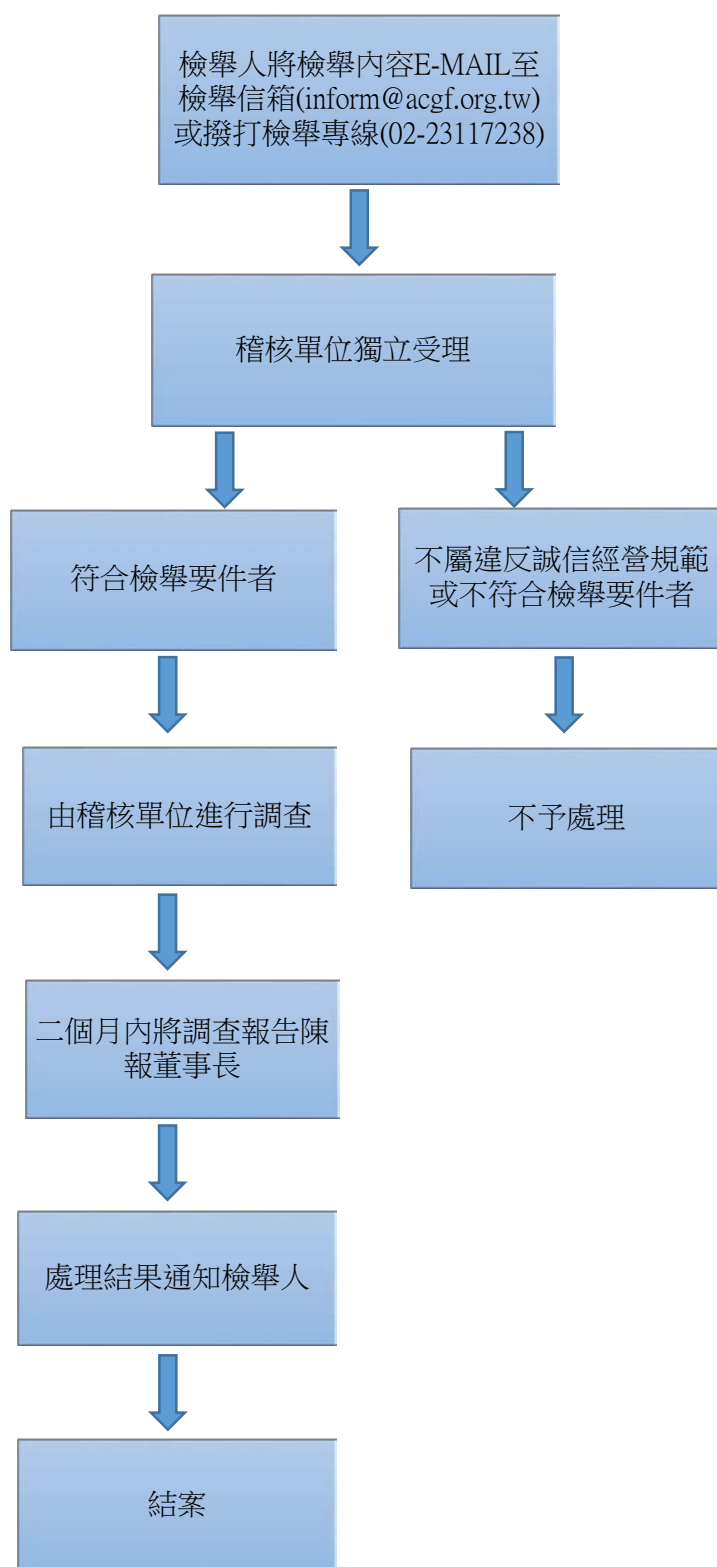 檢舉人將檢舉內容E-MAIL至
檢舉信箱(inform@acgf.org.tw)
或撥打檢舉專線(02-23117238)
稽核單位獨立受理
符合檢舉要件者
不屬違反誠信經營規範
或不符合檢舉要件者
由稽核單位進行調查
不予處理
二個月內將調查報告陳
報董事長
處理結果通知檢舉人
結案